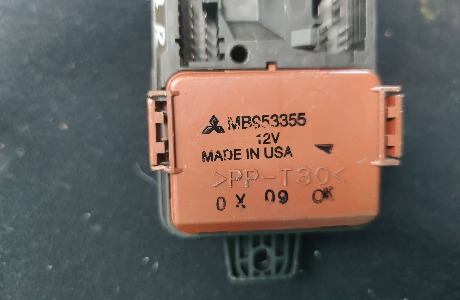 MB953355
12V
MADE IN USA
>PP-T30<
0 X 09 OK